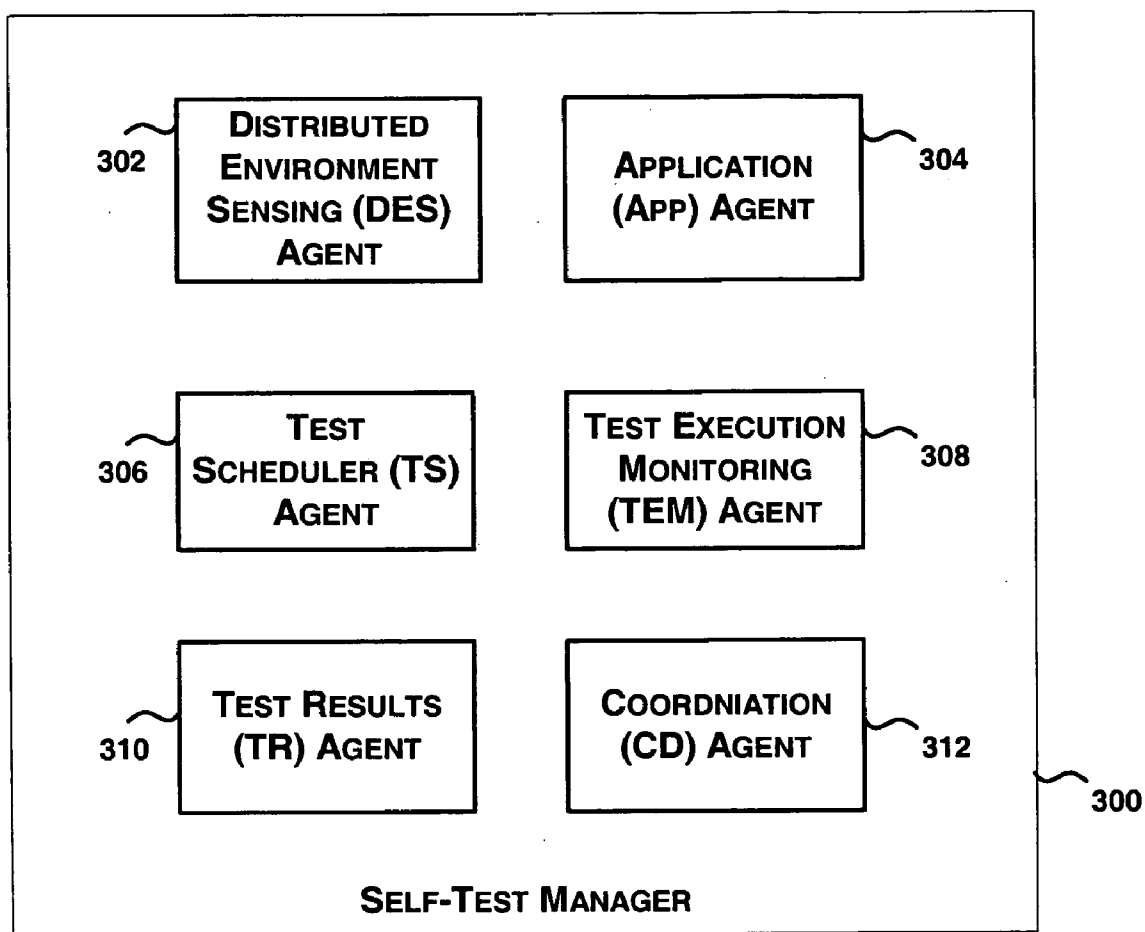 302
DISTRIBUTED
ENVIRONMENT
SENSING (DES)
AGENT
APPLICATION
(APP) AGENT
304
306
TEST
SCHEDULER (TS)
AGENT
TEST EXECUTION
MONITORING
(TEM) AGENT
308
310
TEST RESULTS
(TR) AGENT
COORDNIATION
(CD) AGENT
312
300
SELF-TEST MANAGER